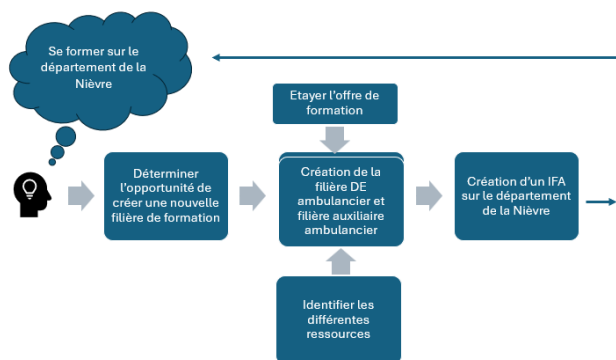 Se former sur le
département de la
Nièvre
Etayer l'offre de
formation
Déterminer
l'opportunité de
créer une nouvelle
filière de formation
Création de la
filière DE
ambulancier et
filière auxiliaire
ambulancier
Création d'un IFA
sur le département
de la Nièvre
Identifier les
différentes
ressources